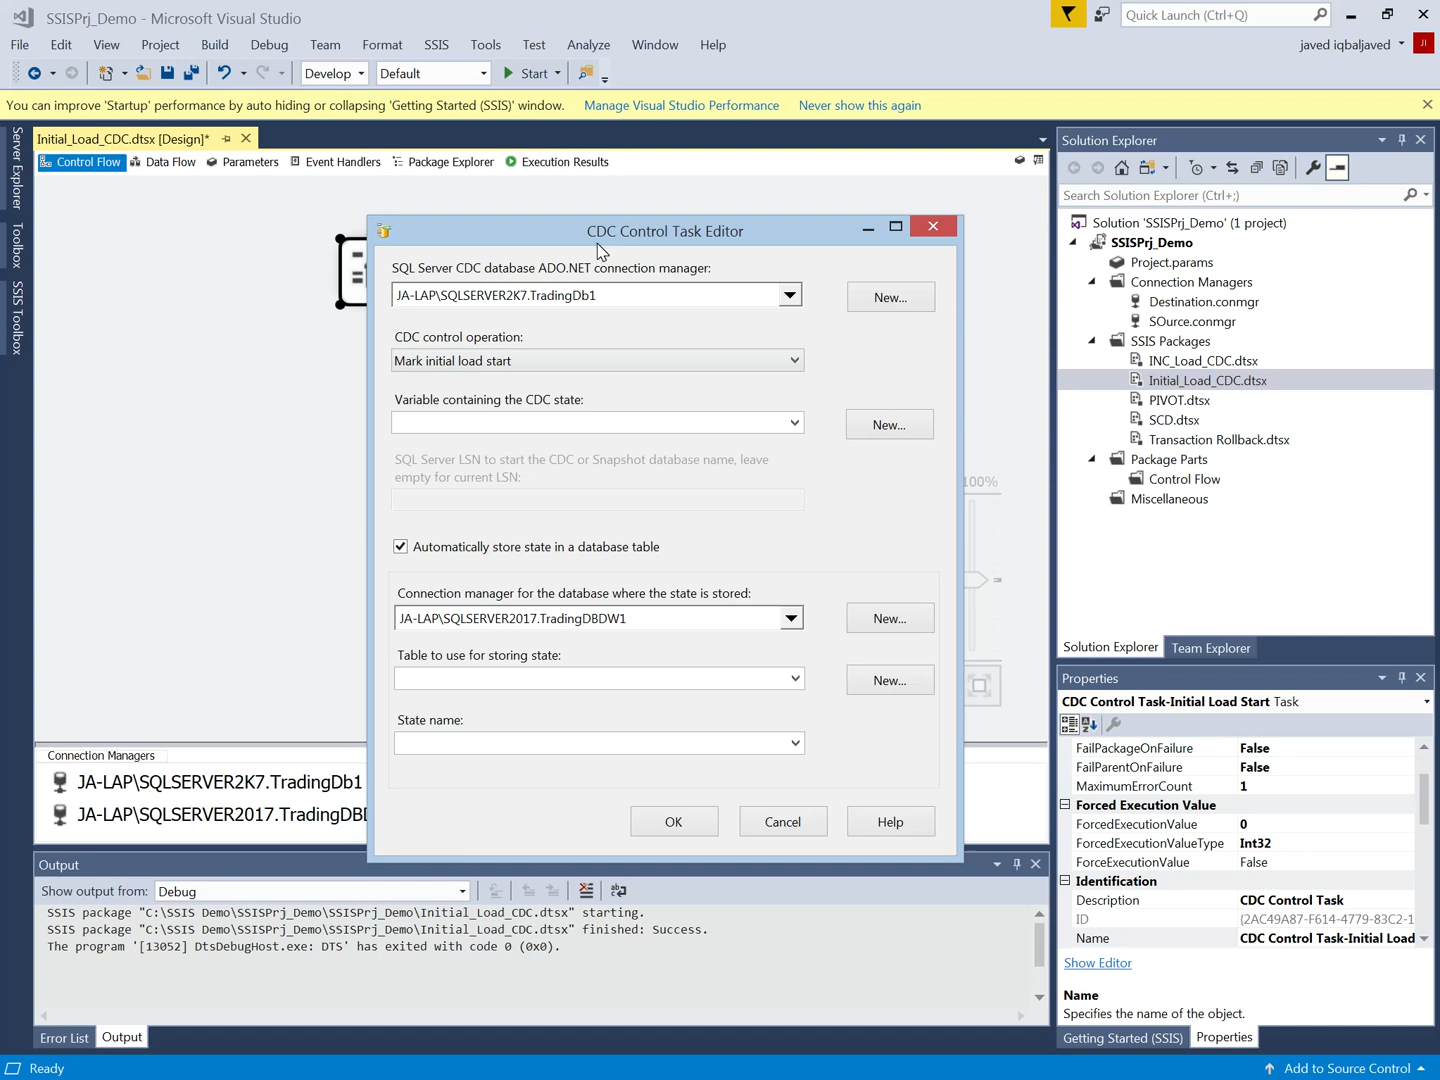 SSISPrj_Demo - Microsoft Visual Studio
Quick Launch (Ctrl+Q)
File Edit View Project Build Debug Team Format SSIS Tools Test Analyze Window Help
javed iqbaljaved
JI
Develop Default Start
You can improve 'Startup' performance by auto hiding or collapsing 'Getting Started (SSIS)' window. Manage Visual Studio Performance Never show this again
Server Explorer
Toolbox
SSIS Toolbox
Initial_Load_CDC.dtsx [Design]*
Control Flow Data Flow Parameters Event Handlers Package Explorer Execution Results
CDC Control Task Editor
SQL Server CDC database ADO.NET connection manager:
JA-LAP\SQLSERVER2K7.TradingDb1
New...
CDC control operation:
Mark initial load start
Variable containing the CDC state:
New...
SQL Server LSN to start the CDC or Snapshot database name, leave
empty for current LSN:
Automatically store state in a database table
Connection manager for the database where the state is stored:
JA-LAP\SQLSERVER2017.TradingDBDW1
New...
Table to use for storing state:
New...
State name:
OK Cancel Help
100%
Connection Managers
JA-LAP\SQLSERVER2K7.TradingDb1
JA-LAP\SQLSERVER2017.TradingDBD
Output
Show output from: Debug
SSIS package "C:\SSIS Demo\SSISPrj_Demo\SSISPrj_Demo\Initial_Load_CDC.dtsx" starting.
SSIS package "C:\SSIS Demo\SSISPrj_Demo\SSISPrj_Demo\Initial_Load_CDC.dtsx" finished: Success.
The program '[13052] DtsDebugHost.exe: DTS' has exited with code 0 (0x0).
Error List Output
Solution Explorer
Search Solution Explorer (Ctrl+;)
Solution 'SSISPrj_Demo' (1 project)
SSISPrj_Demo
Project.params
Connection Managers
Destination.conmgr
SOurce.conmgr
SSIS Packages
INC_Load_CDC.dtsx
Initial_Load_CDC.dtsx
PIVOT.dtsx
SCD.dtsx
Transaction Rollback.dtsx
Package Parts
Control Flow
Miscellaneous
Solution Explorer Team Explorer
Properties
CDC Control Task-Initial Load Start Task
FailPackageOnFailure False
FailParentOnFailure False
MaximumErrorCount 1
Forced Execution Value
ForcedExecutionValue 0
ForcedExecutionValueType Int32
ForceExecutionValue False
Identification
Description CDC Control Task
ID {2AC49A87-F614-4779-83C2-1
Name CDC Control Task-Initial Load
Show Editor
Name
Specifies the name of the object.
Getting Started (SSIS) Properties
Ready
Add to Source Control